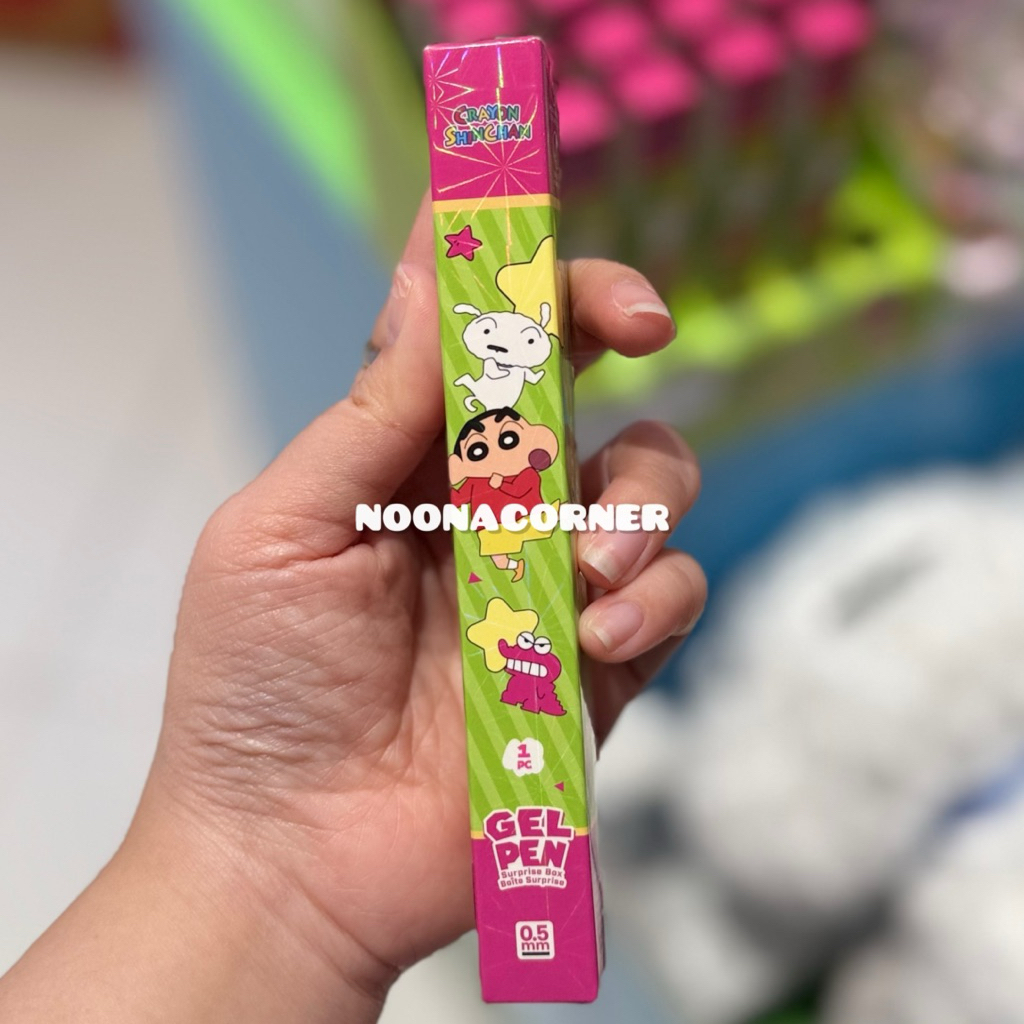 CRAYON
SHINCHAN
NOONACORNER
1
PC
GEL
PEN
Surprise Box
Boîte Surprise
0.5
mm